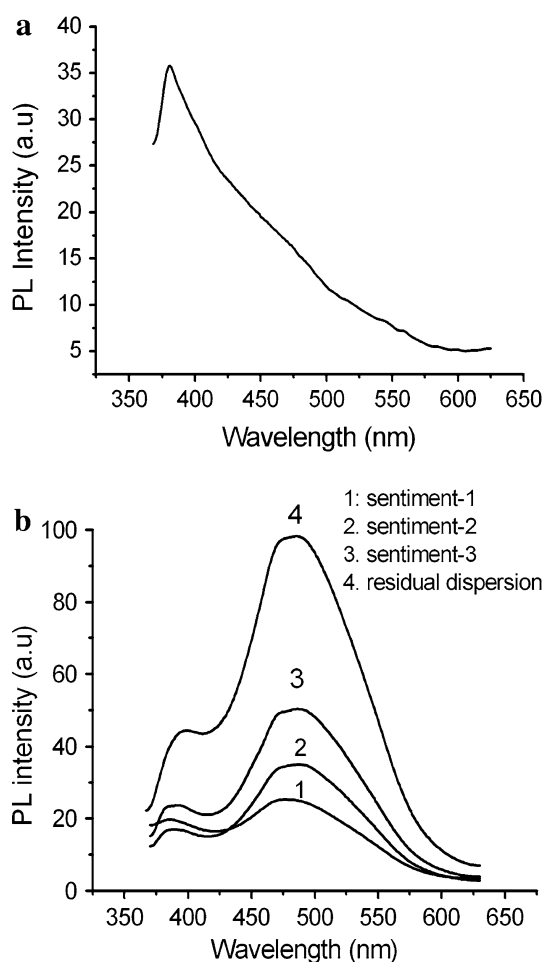 a
40
35
30
25
20
15
10
5
PL Intensity (a.u)
350 400 450 500 550 600 650
Wavelength (nm)
b
1: sentiment-1
2. sentiment-2
3. sentiment-3
4. residual dispersion
100
80
60
40
20
0
PL intensity (a.u)
4
3
2
1
350 400 450 500 550 600 650
Wavelength (nm)